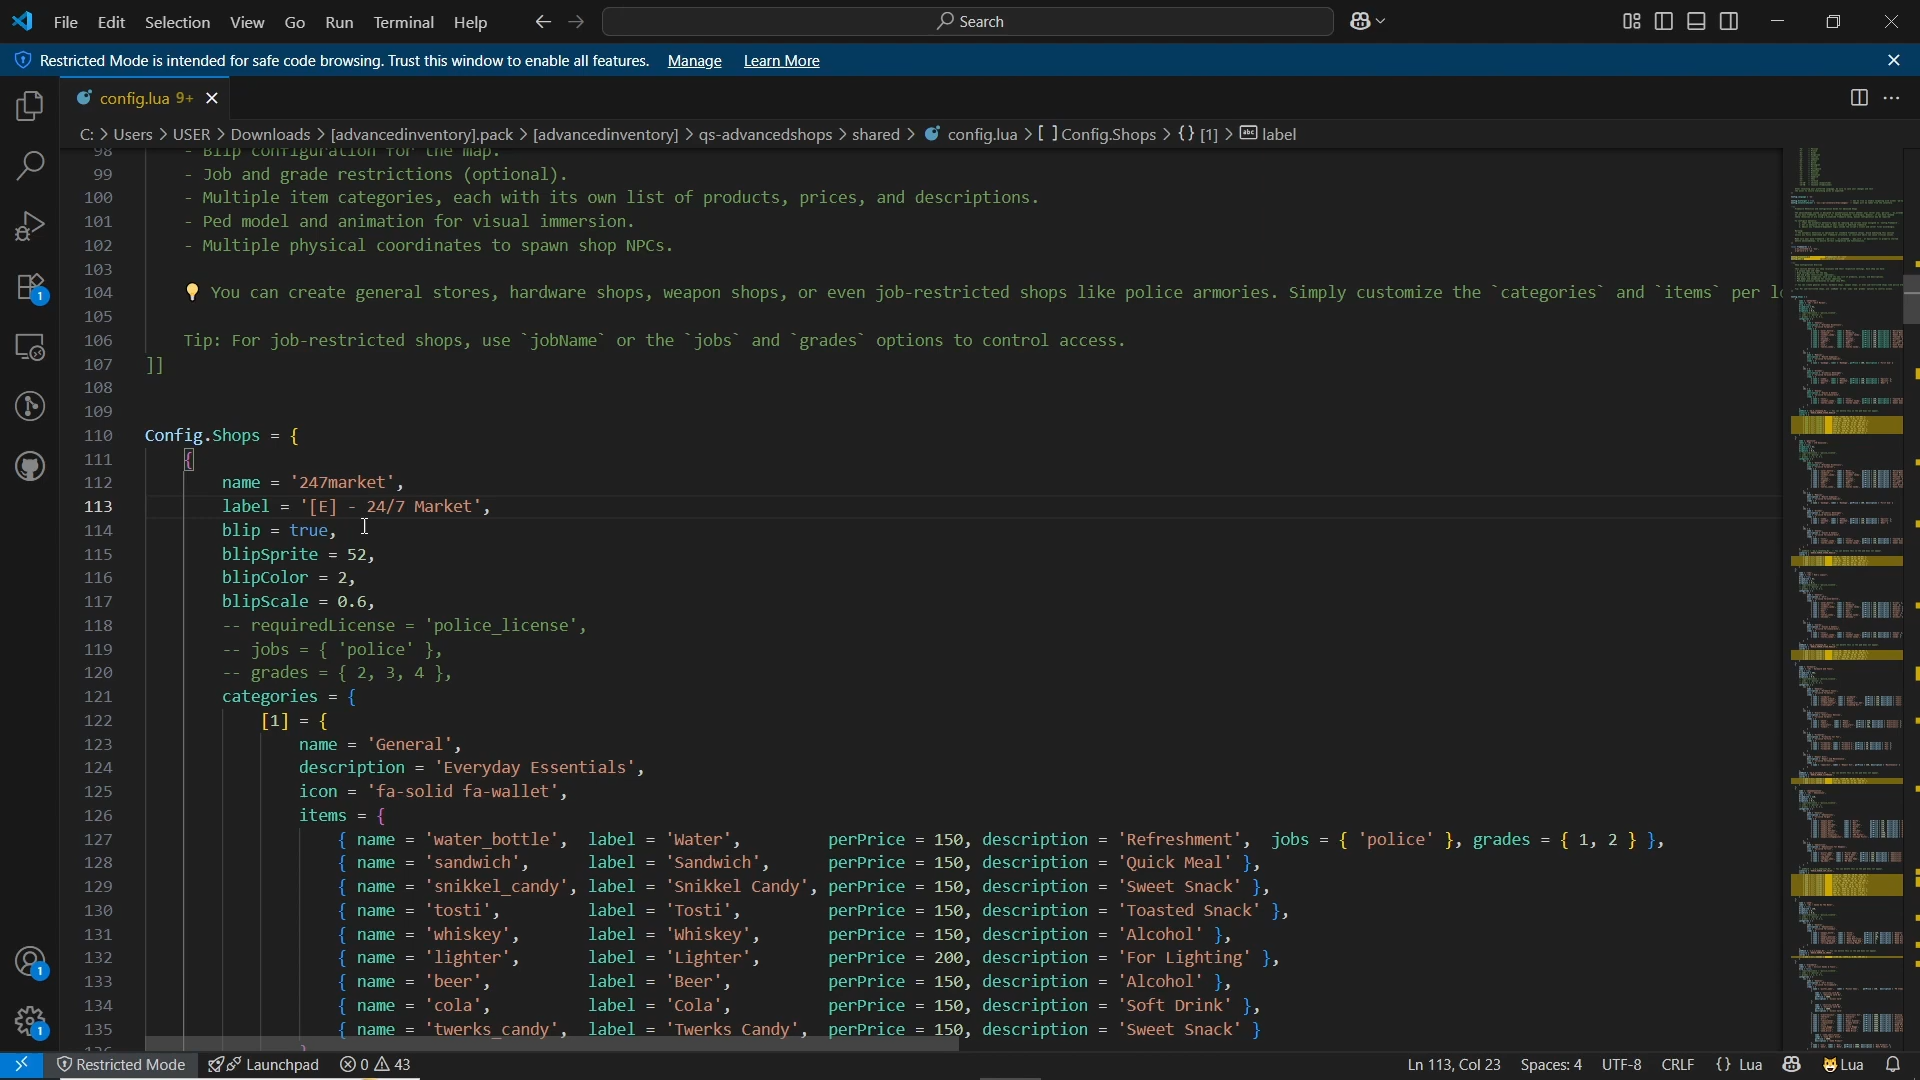 File Edit Selection View Go Run Terminal Help
Search
Restricted Mode is intended for safe code browsing. Trust this window to enable all features. Manage Learn More
config.lua 9+
C: > Users > USER > Downloads > [advancedinventory].pack > [advancedinventory] > qs-advancedshops > shared > config.lua > [ ] Config.Shops > {} [1] > abc label
98 - Blip configuration for the map.
99 - Job and grade restrictions (optional).
100 - Multiple item categories, each with its own list of products, prices, and descriptions.
101 - Ped model and animation for visual immersion.
102 - Multiple physical coordinates to spawn shop NPCs.
103
104 💡 You can create general stores, hardware shops, weapon shops, or even job-restricted shops like police armories. Simply customize the `categories` and `items` per lo
105
106 Tip: For job-restricted shops, use `jobName` or the `jobs` and `grades` options to control access.
107 ]]
108
109
110 Config.Shops = {
111 {
112 name = '247market',
113 label = '[E] - 24/7 Market',
114 blip = true,
115 blipSprite = 52,
116 blipColor = 2,
117 blipScale = 0.6,
118 -- requiredLicense = 'police_license',
119 -- jobs = { 'police' },
120 -- grades = { 2, 3, 4 },
121 categories = {
122 [1] = {
123 name = 'General',
124 description = 'Everyday Essentials',
125 icon = 'fa-solid fa-wallet',
126 items = {
127 { name = 'water_bottle', label = 'Water', perPrice = 150, description = 'Refreshment', jobs = { 'police' }, grades = { 1, 2 } },
128 { name = 'sandwich', label = 'Sandwich', perPrice = 150, description = 'Quick Meal' },
129 { name = 'snikkel_candy', label = 'Snikkel Candy', perPrice = 150, description = 'Sweet Snack' },
130 { name = 'tosti', label = 'Tosti', perPrice = 150, description = 'Toasted Snack' },
131 { name = 'whiskey', label = 'Whiskey', perPrice = 150, description = 'Alcohol' },
132 { name = 'lighter', label = 'Lighter', perPrice = 200, description = 'For Lighting' },
133 { name = 'beer', label = 'Beer', perPrice = 150, description = 'Alcohol' },
134 { name = 'cola', label = 'Cola', perPrice = 150, description = 'Soft Drink' },
135 { name = 'twerks_candy', label = 'Twerks Candy', perPrice = 150, description = 'Sweet Snack' }
1
1
1
Restricted Mode Launchpad 0 43 Ln 113, Col 23 Spaces: 4 UTF-8 CRLF {} Lua Lua